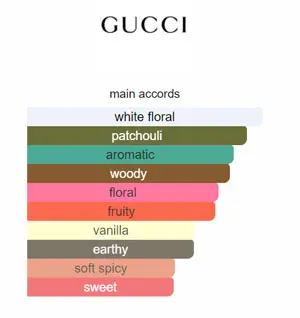 GUCCI
main accords
white floral
patchouli
aromatic
woody
floral
fruity
vanilla
earthy
soft spicy
sweet